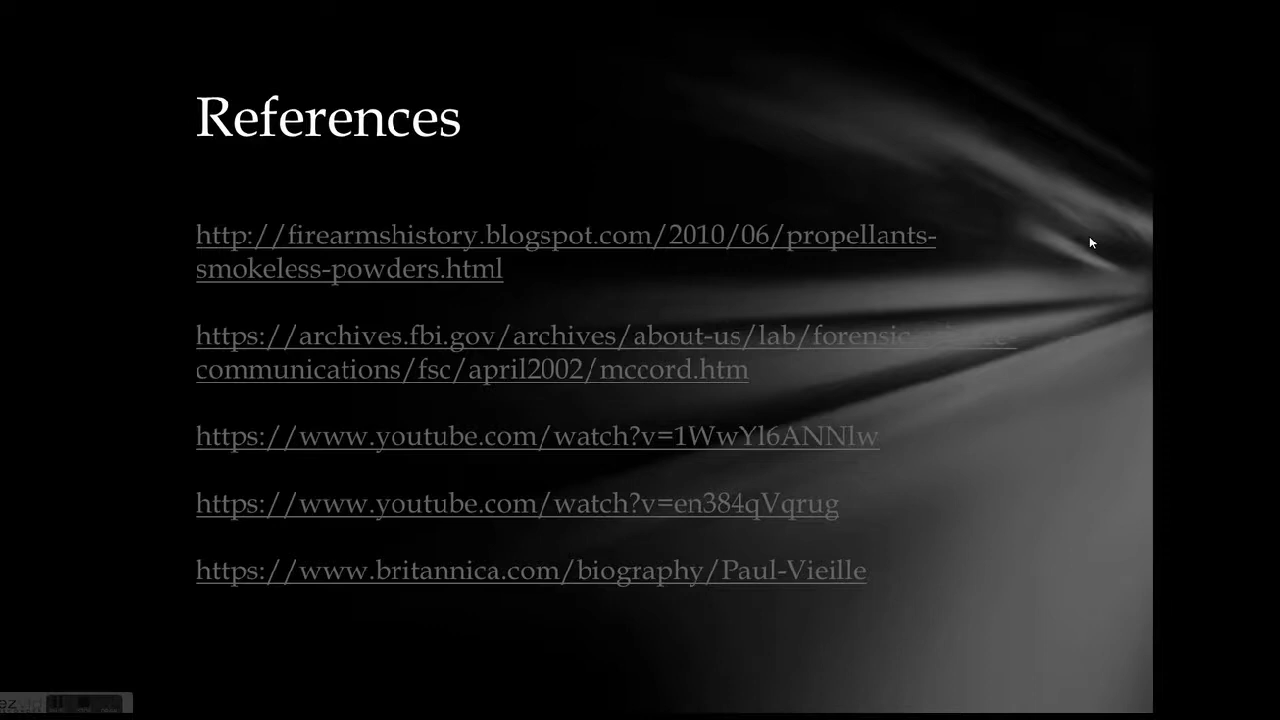 References
http://firearmshistory.blogspot.com/2010/06/propellants-
smokeless-powders.html
https://archives.fbi.gov/archives/about-us/lab/forensic-science-
communications/fsc/april2002/mccord.htm
https://www.youtube.com/watch?v=1WwYl6ANNlw
https://www.youtube.com/watch?v=en384qVqrug
https://www.britannica.com/biography/Paul-Vieille